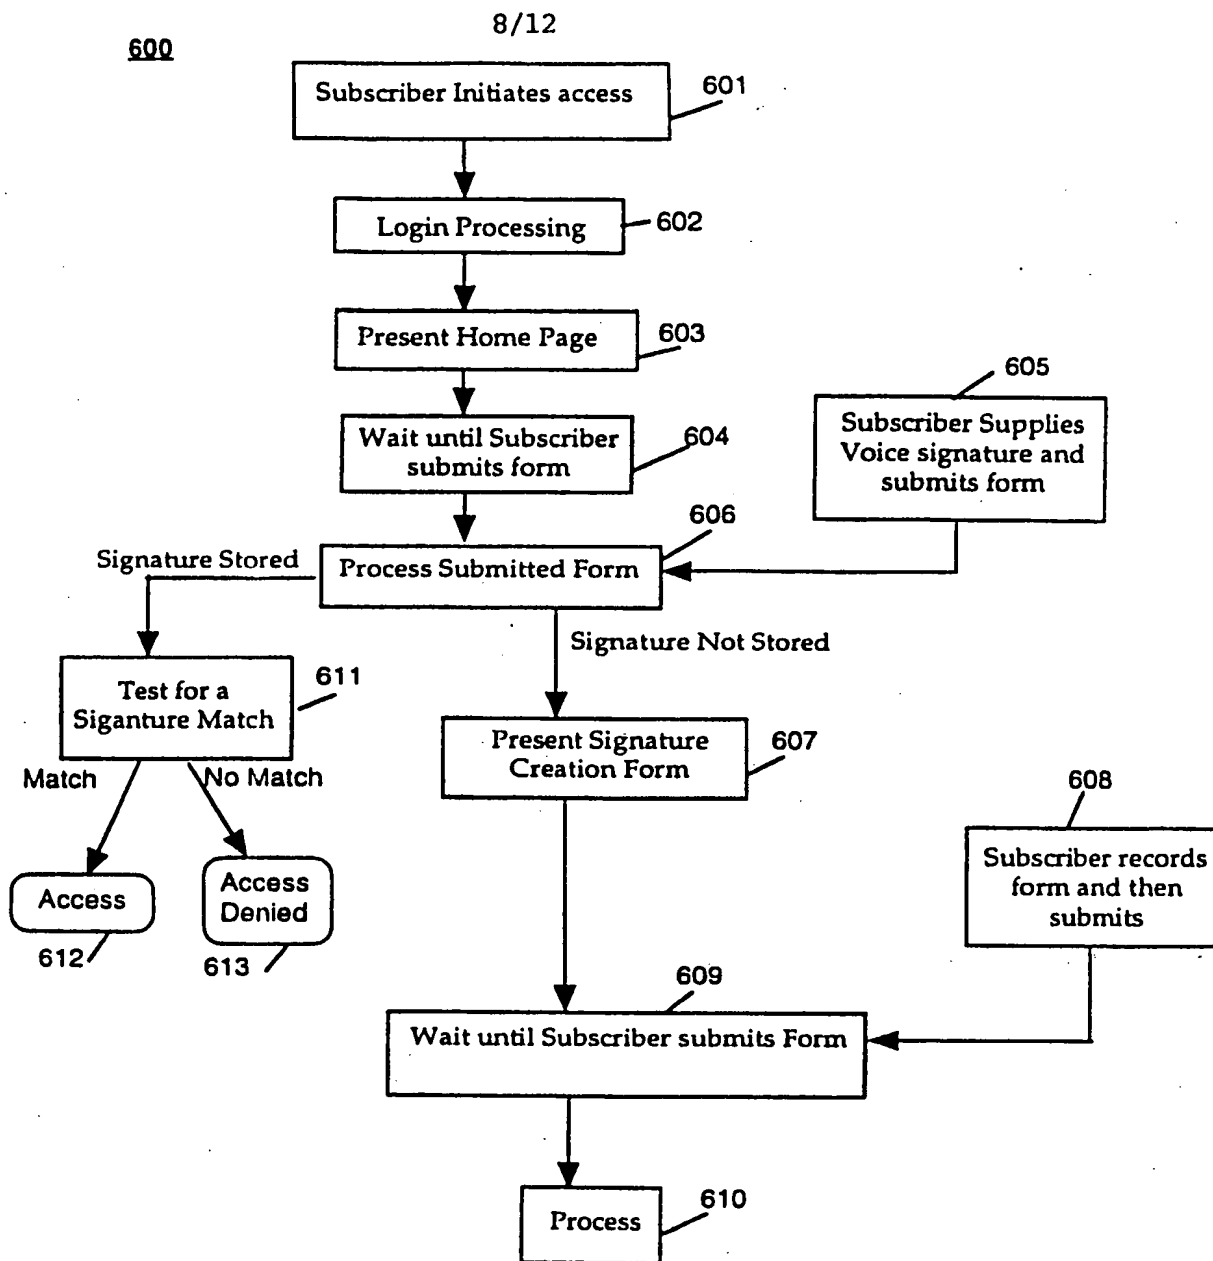 8/12
600
Subscriber Initiates access
601
Login Processing
602
Present Home Page
603
Wait until Subscriber
submits form
604
605
Subscriber Supplies
Voice signature and
submits form
606
Signature Stored
Process Submitted Form
Signature Not Stored
Test for a
Siganture Match
611
Match
No Match
Present Signature
Creation Form
607
608
Subscriber records
form and then
submits
Access
612
Access
Denied
613
609
Wait until Subscriber submits Form
Process
610